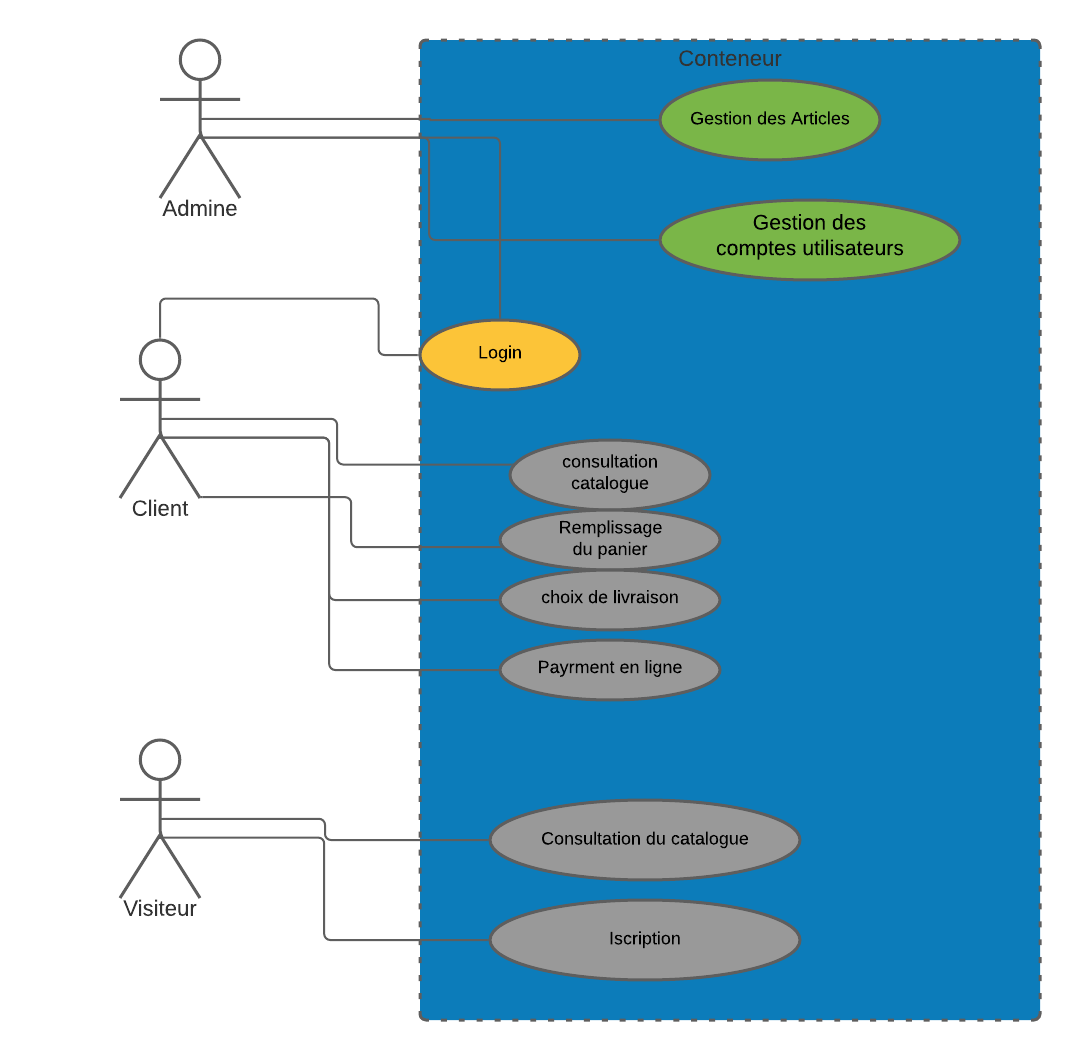 Conteneur
Gestion des Articles
Admine
Gestion des
comptes utilisateurs
Login
consultation
catalogue
Client
Remplissage
du panier
choix de livraison
Payrment en ligne
Consultation du catalogue
Visiteur
Iscription